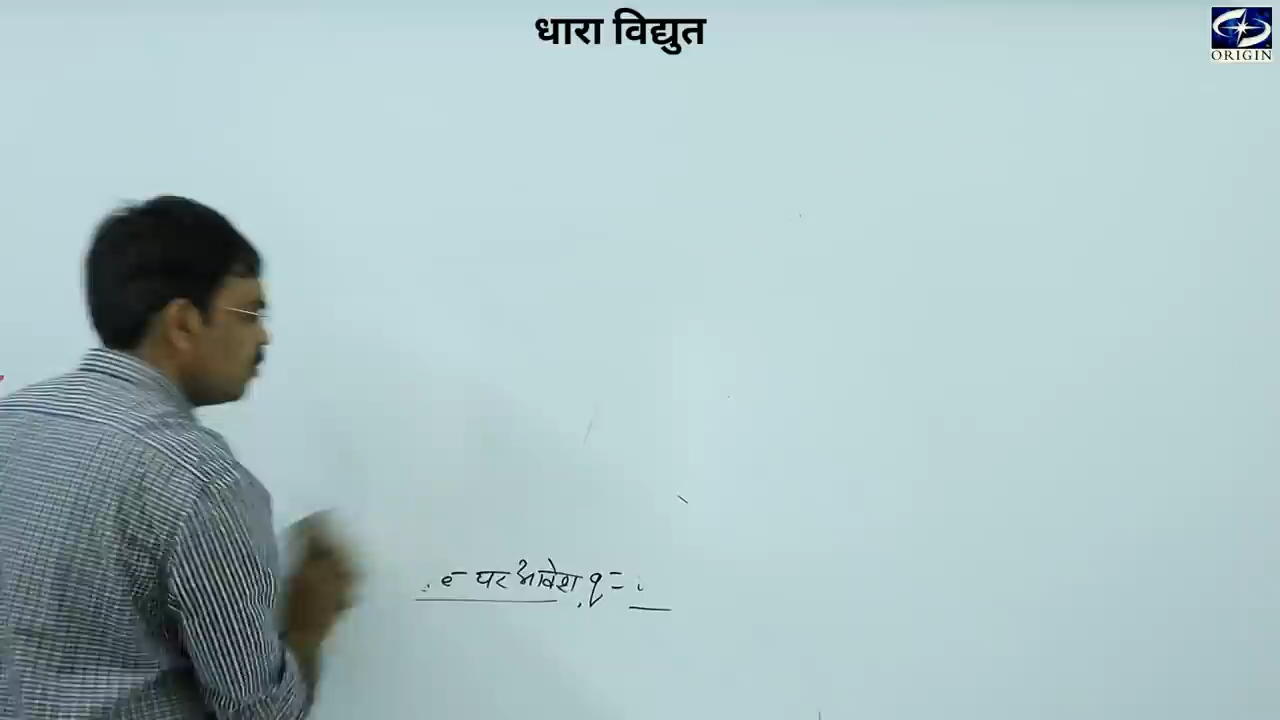 धारा विद्युत
ORIGIN
e⁻ पर आवेश q =